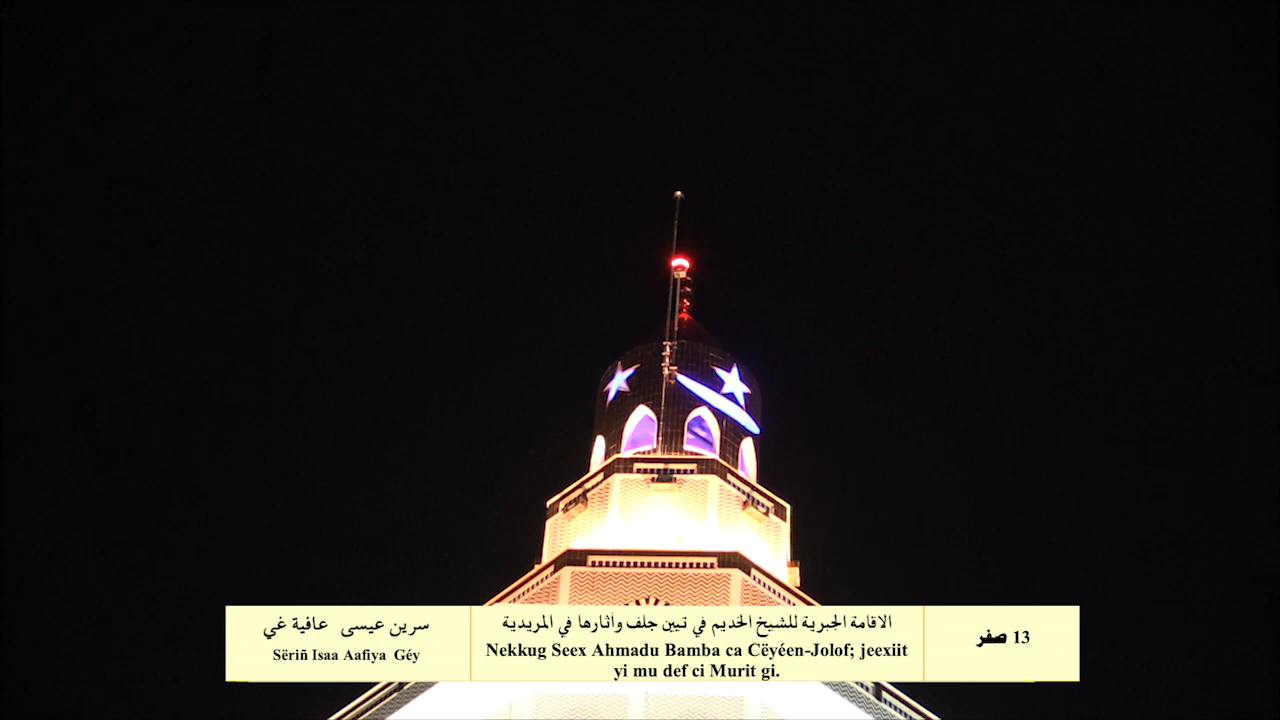 سرين عيسى عافية غي
Sëriñ Isaa Aafiya Géy
الاقامة الجبرية للشيخ الخديم في تيين جلف وأثارها في المريدية
Nekkug Seex Ahmadu Bamba ca Cëyéen-Jolof; jeexiit
yi mu def ci Murit gi.
13 صفر